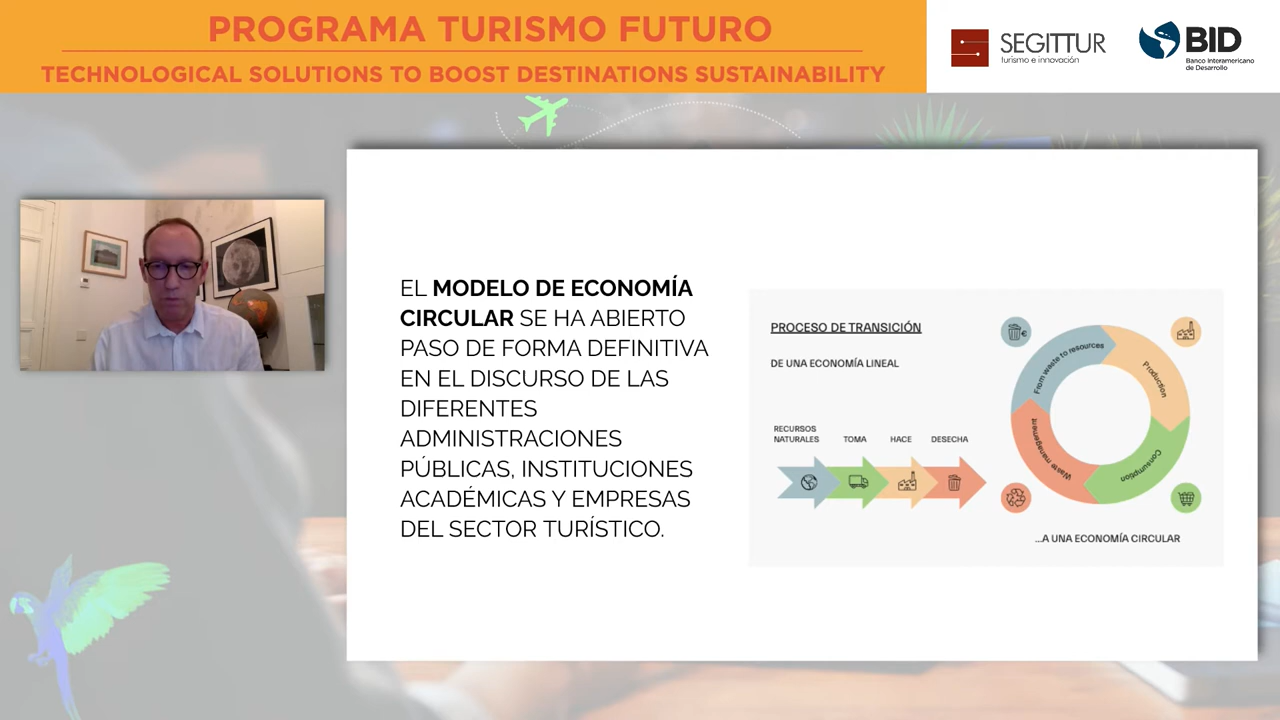 PROGRAMA TURISMO FUTURO
TECHNOLOGICAL SOLUTIONS TO BOOST DESTINATIONS SUSTAINABILITY
SEGITTUR
turismo e innovación
BID
Banco Interamericano
de Desarrollo
EL MODELO DE ECONOMÍA
CIRCULAR SE HA ABIERTO
PASO DE FORMA DEFINITIVA
EN EL DISCURSO DE LAS
DIFERENTES
ADMINISTRACIONES
PÚBLICAS, INSTITUCIONES
ACADÉMICAS Y EMPRESAS
DEL SECTOR TURÍSTICO.
PROCESO DE TRANSICIÓN
DE UNA ECONOMÍA LINEAL
RECURSOS
NATURALES
TOMA
HACE
DESECHA
From waste to resources
Production
Consumption
Waste management
...A UNA ECONOMÍA CIRCULAR